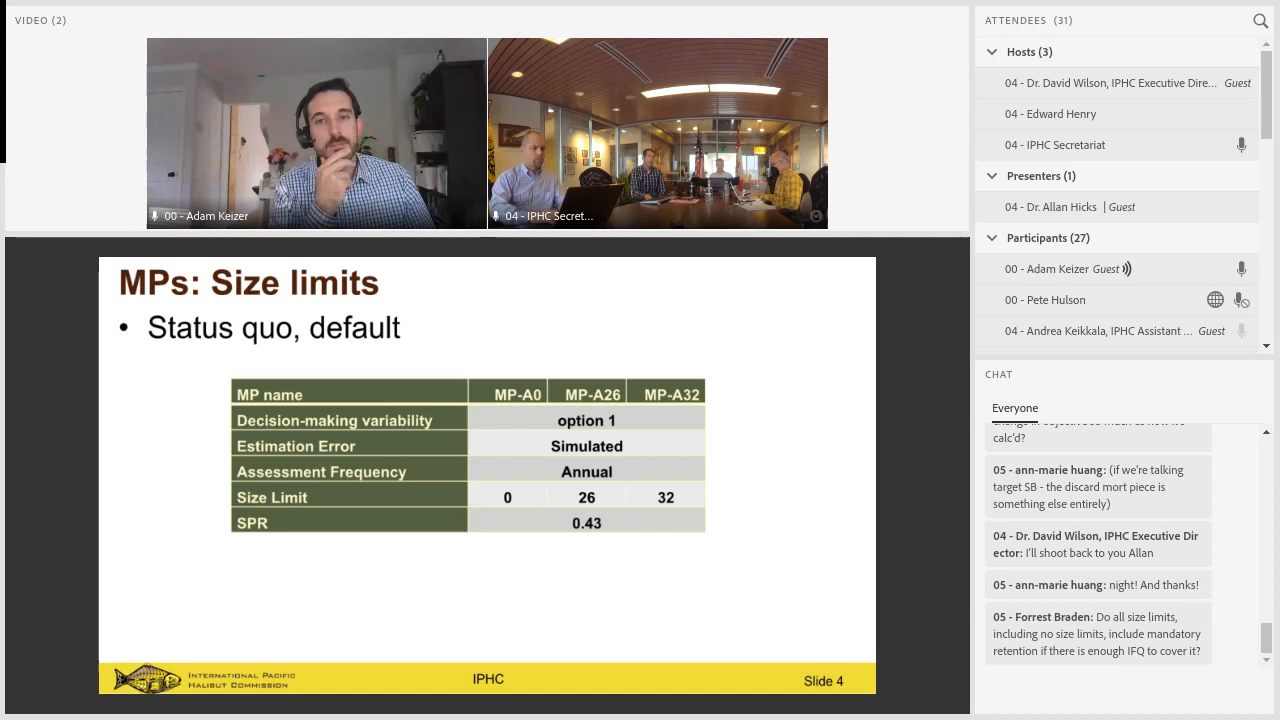 VIDEO (2)
00 - Adam Keizer
04 - IPHC Secret...
MPs: Size limits
• Status quo, default
MP name MP-A0 MP-A26 MP-A32
Decision-making variability option 1
Estimation Error Simulated
Assessment Frequency Annual
Size Limit 0 26 32
SPR 0.43
INTERNATIONAL PACIFIC
HALIBUT COMMISSION
IPHC
Slide 4
ATTENDEES (31)
Hosts (3)
04 - Dr. David Wilson, IPHC Executive Dire... Guest
04 - Edward Henry
04 - IPHC Secretariat
Presenters (1)
04 - Dr. Allan Hicks | Guest
Participants (27)
00 - Adam Keizer Guest
00 - Pete Hulson
04 - Andrea Keikkala, IPHC Assistant ... Guest
CHAT
Everyone
calc'd?
05 - ann-marie huang: (if we're talking
target SB - the discard mort piece is
something else entirely)
04 - Dr. David Wilson, IPHC Executive Dir
ector: I'll shoot back to you Allan
05 - ann-marie huang: night! And thanks!
05 - Forrest Braden: Do all size limits,
including no size limits, include mandatory
retention if there is enough IFQ to cover it?